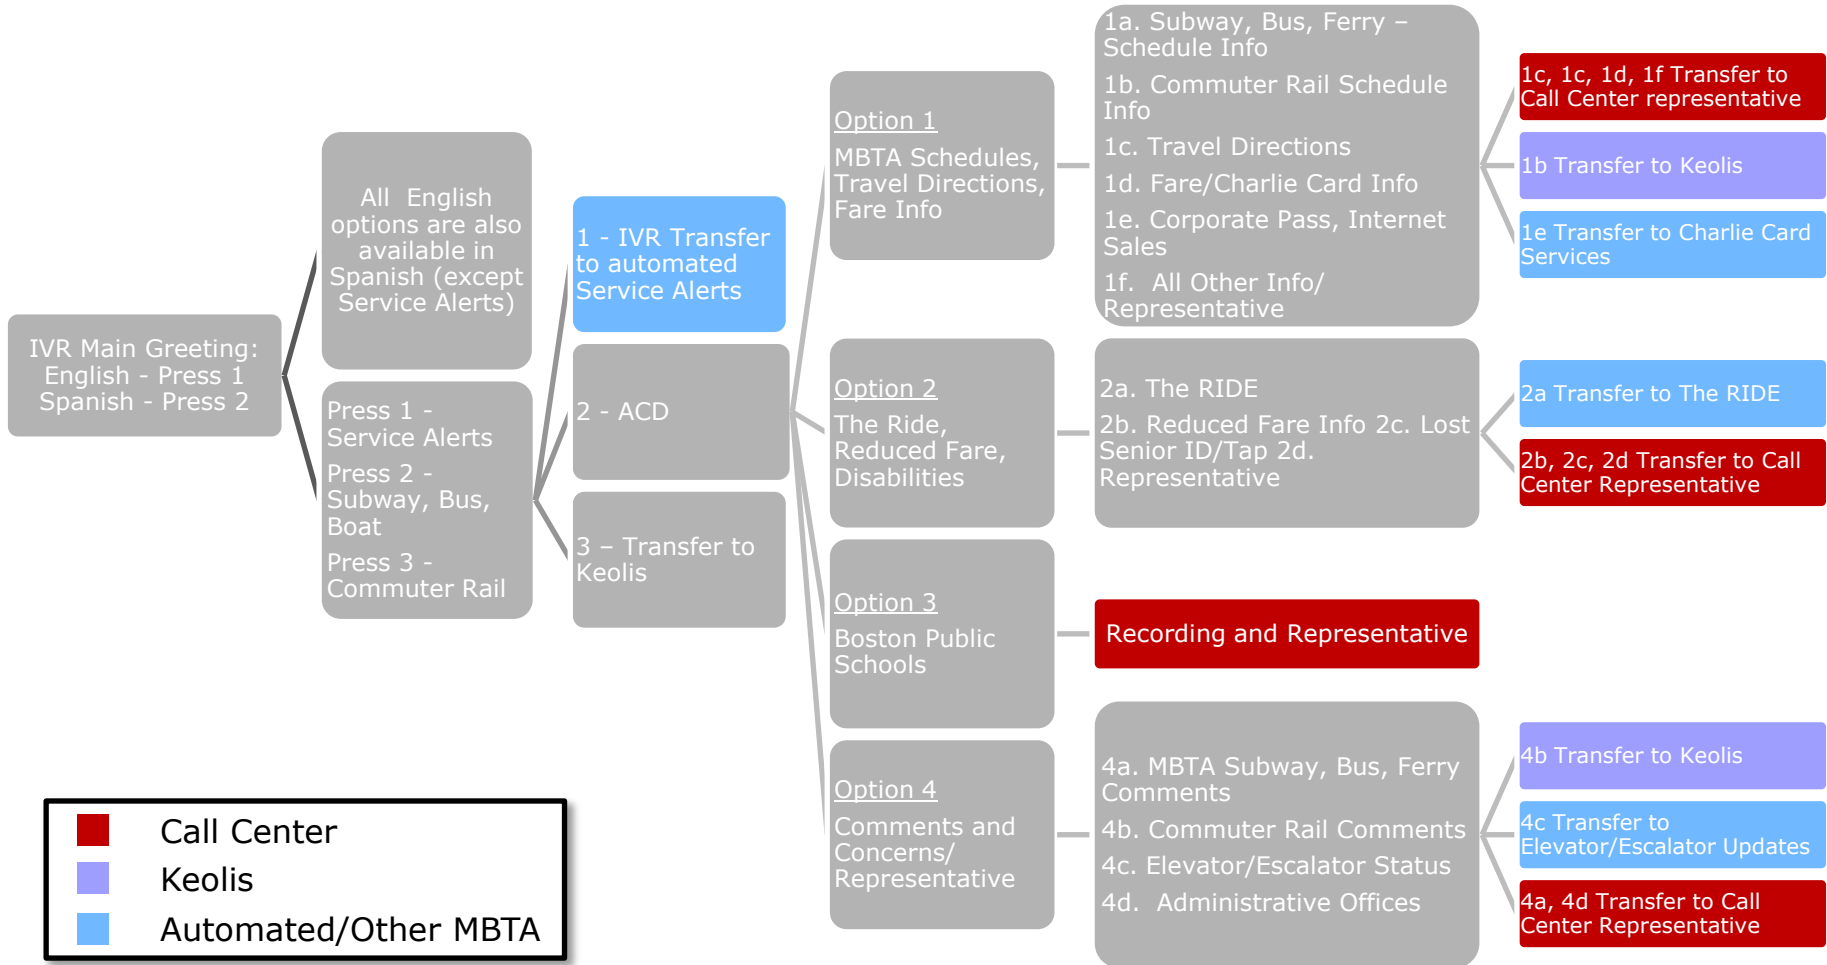 IVR Main Greeting:
English - Press 1
Spanish - Press 2
All English
options are also
available in
Spanish (except
Service Alerts)
Press 1 -
Service Alerts
Press 2 -
Subway, Bus,
Boat
Press 3 -
Commuter Rail
1 - IVR Transfer
to automated
Service Alerts
2 - ACD
3 – Transfer to
Keolis
Option 1
MBTA Schedules,
Travel Directions,
Fare Info
1a. Subway, Bus, Ferry –
Schedule Info
1b. Commuter Rail Schedule
Info
1c. Travel Directions
1d. Fare/Charlie Card Info
1e. Corporate Pass, Internet
Sales
1f. All Other Info/
Representative
1c, 1c, 1d, 1f Transfer to
Call Center representative
1b Transfer to Keolis
1e Transfer to Charlie Card
Services
Option 2
The Ride,
Reduced Fare,
Disabilities
2a. The RIDE
2b. Reduced Fare Info 2c. Lost
Senior ID/Tap 2d.
Representative
2a Transfer to The RIDE
2b, 2c, 2d Transfer to Call
Center Representative
Option 3
Boston Public
Schools
Recording and Representative
Option 4
Comments and
Concerns/
Representative
4a. MBTA Subway, Bus, Ferry
Comments
4b. Commuter Rail Comments
4c. Elevator/Escalator Status
4d. Administrative Offices
4b Transfer to Keolis
4c Transfer to
Elevator/Escalator Updates
4a, 4d Transfer to Call
Center Representative
Call Center
Keolis
Automated/Other MBTA